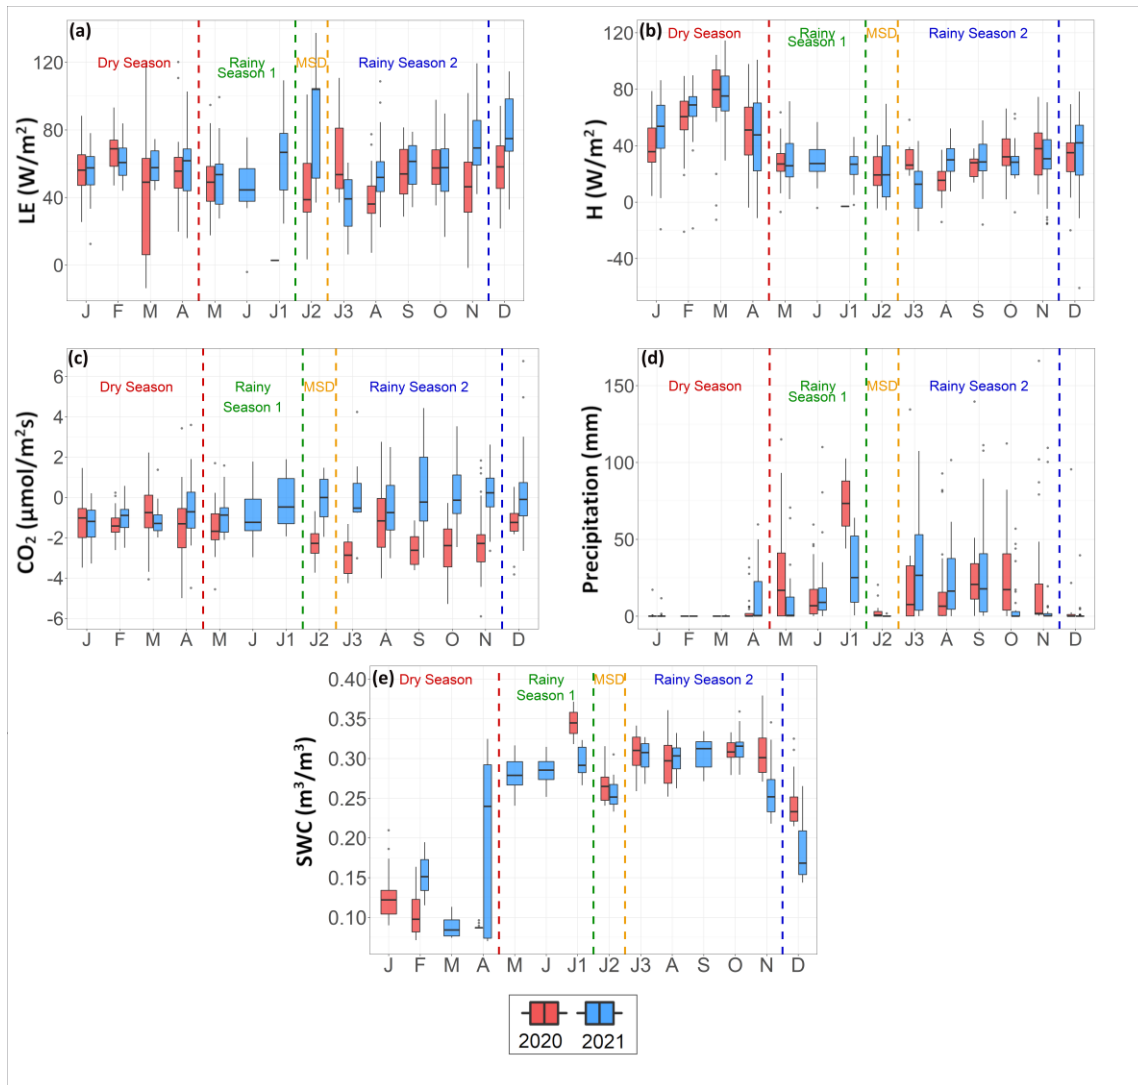 (a)
Dry Season
Rainy
Season 1
MSD
Rainy Season 2
LE (W/m²)
120
80
40
0
J F M A M J J1 J2 J3 A S O N D
(b)
Dry Season
Rainy
Season 1
MSD
Rainy Season 2
H (W/m²)
120
80
40
0
-40
J F M A M J J1 J2 J3 A S O N D
(c)
Dry Season
Rainy
Season 1
MSD
Rainy Season 2
CO₂ (μmol/m²s)
6
4
2
0
-2
-4
-6
J F M A M J J1 J2 J3 A S O N D
(d)
Dry Season
Rainy
Season 1
MSD
Rainy Season 2
Precipitation (mm)
150
100
50
0
J F M A M J J1 J2 J3 A S O N D
(e)
Dry Season
Rainy
Season 1
MSD
Rainy Season 2
SWC (m³/m³)
0.40
0.35
0.30
0.25
0.20
0.15
0.10
J F M A M J J1 J2 J3 A S O N D
2020 2021